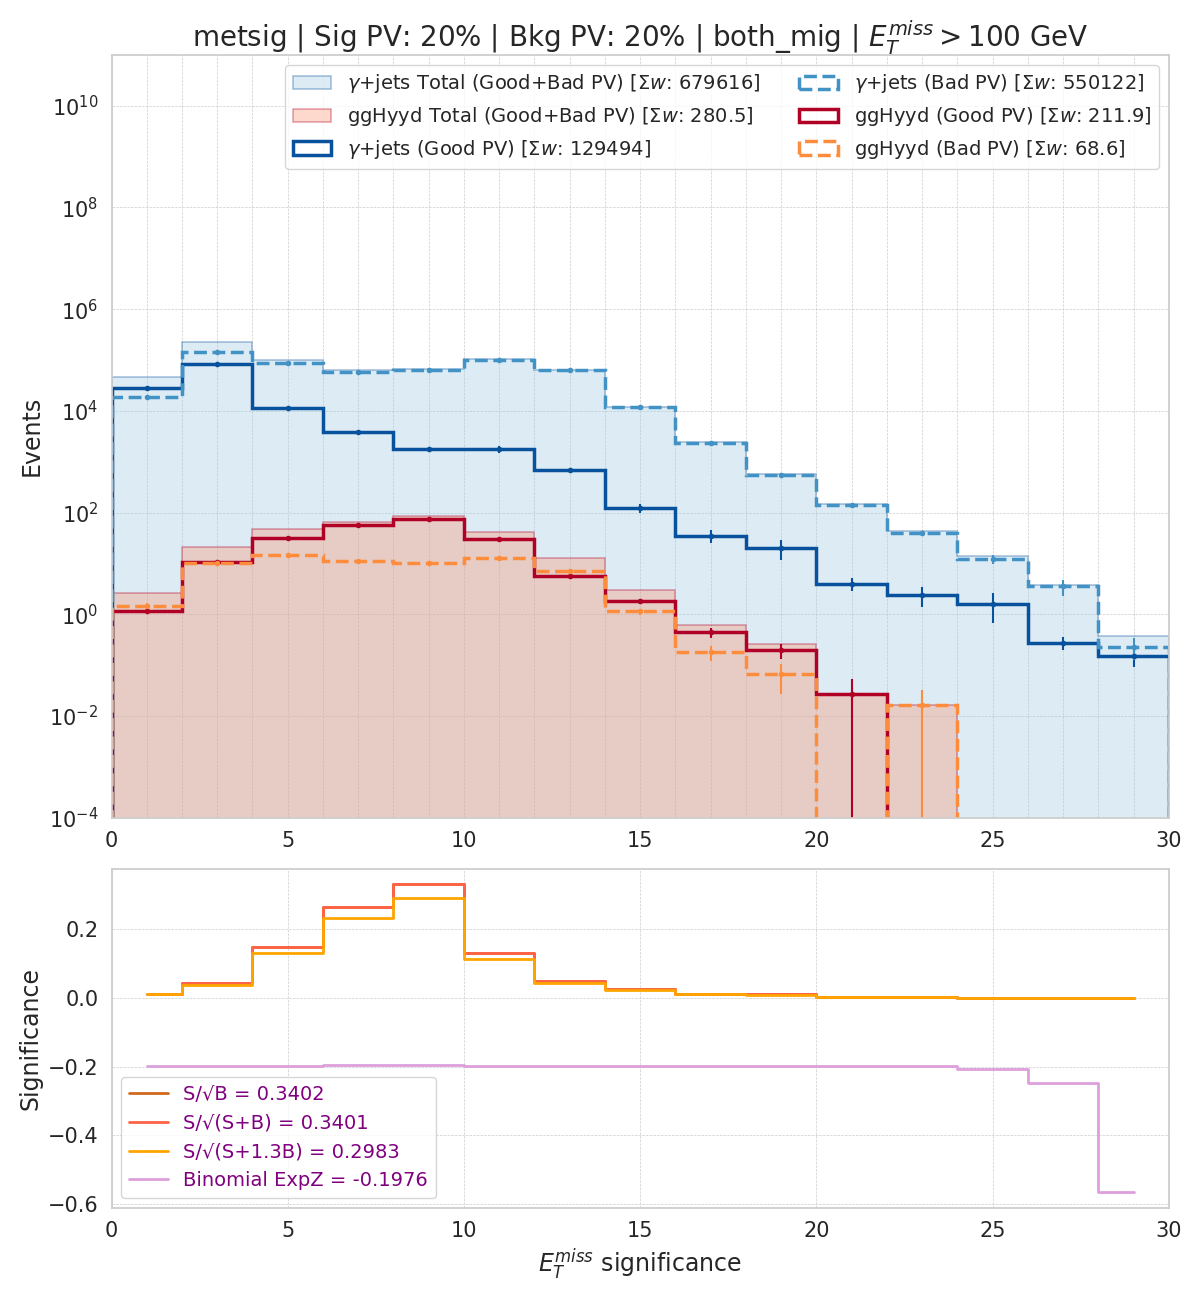 metsig | Sig PV: 20% | Bkg PV: 20% | both_mig | E_T^{miss} > 100 GeV
γ+jets Total (Good+Bad PV) [Σw: 679616]
ggHyyd Total (Good+Bad PV) [Σw: 280.5]
γ+jets (Good PV) [Σw: 129494]
γ+jets (Bad PV) [Σw: 550122]
ggHyyd (Good PV) [Σw: 211.9]
ggHyyd (Bad PV) [Σw: 68.6]
Events
10^{10}
10^{8}
10^{6}
10^{4}
10^{2}
10^{0}
10^{−2}
10^{−4}
0 5 10 15 20 25 30
Significance
0.2
0.0
−0.2
−0.4
−0.6
S/√B = 0.3402
S/√(S+B) = 0.3401
S/√(S+1.3B) = 0.2983
Binomial ExpZ = -0.1976
0 5 10 15 20 25 30
E_T^{miss} significance